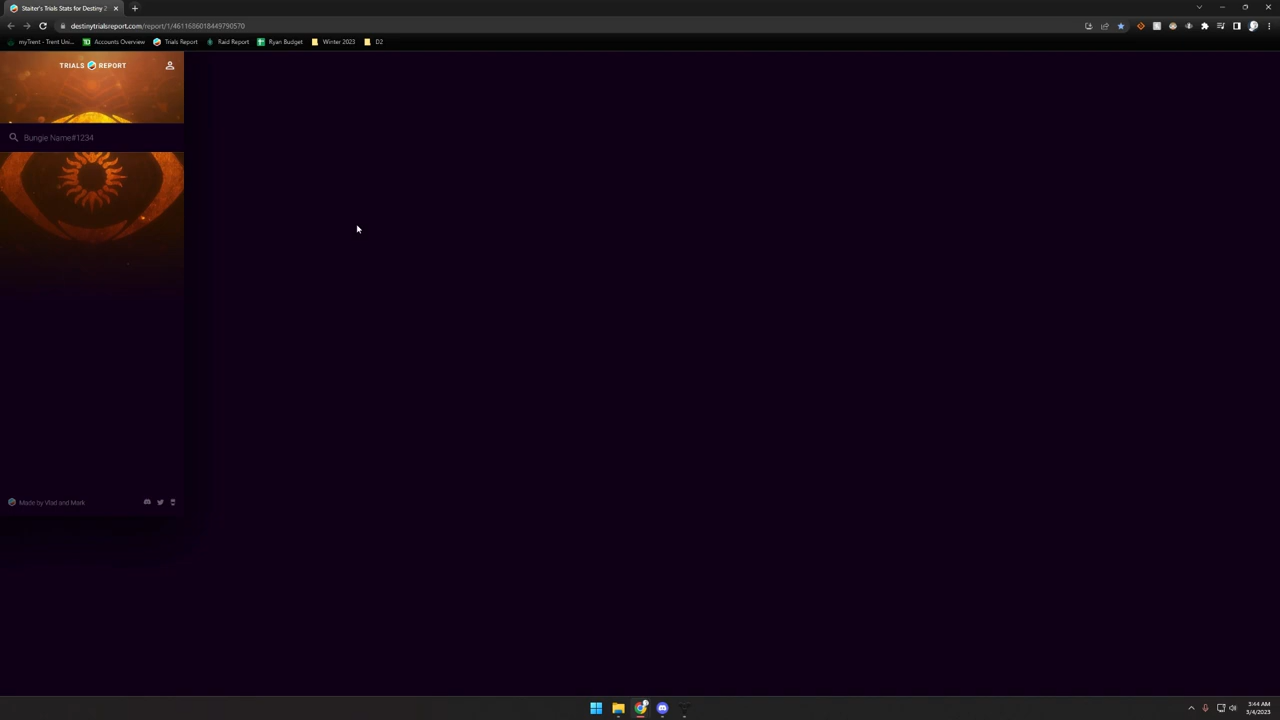 Staiter's Trials Stats for Destiny 2
destinytrialsreport.com/report/1/4611686018449790570
myTrent - Trent Uni... Accounts Overview Trials Report Raid Report Ryan Budget Winter 2023 D2
TRIALS REPORT
Bungie Name#1234
Made by Vlad and Mark
3:44 AM
3/4/2023